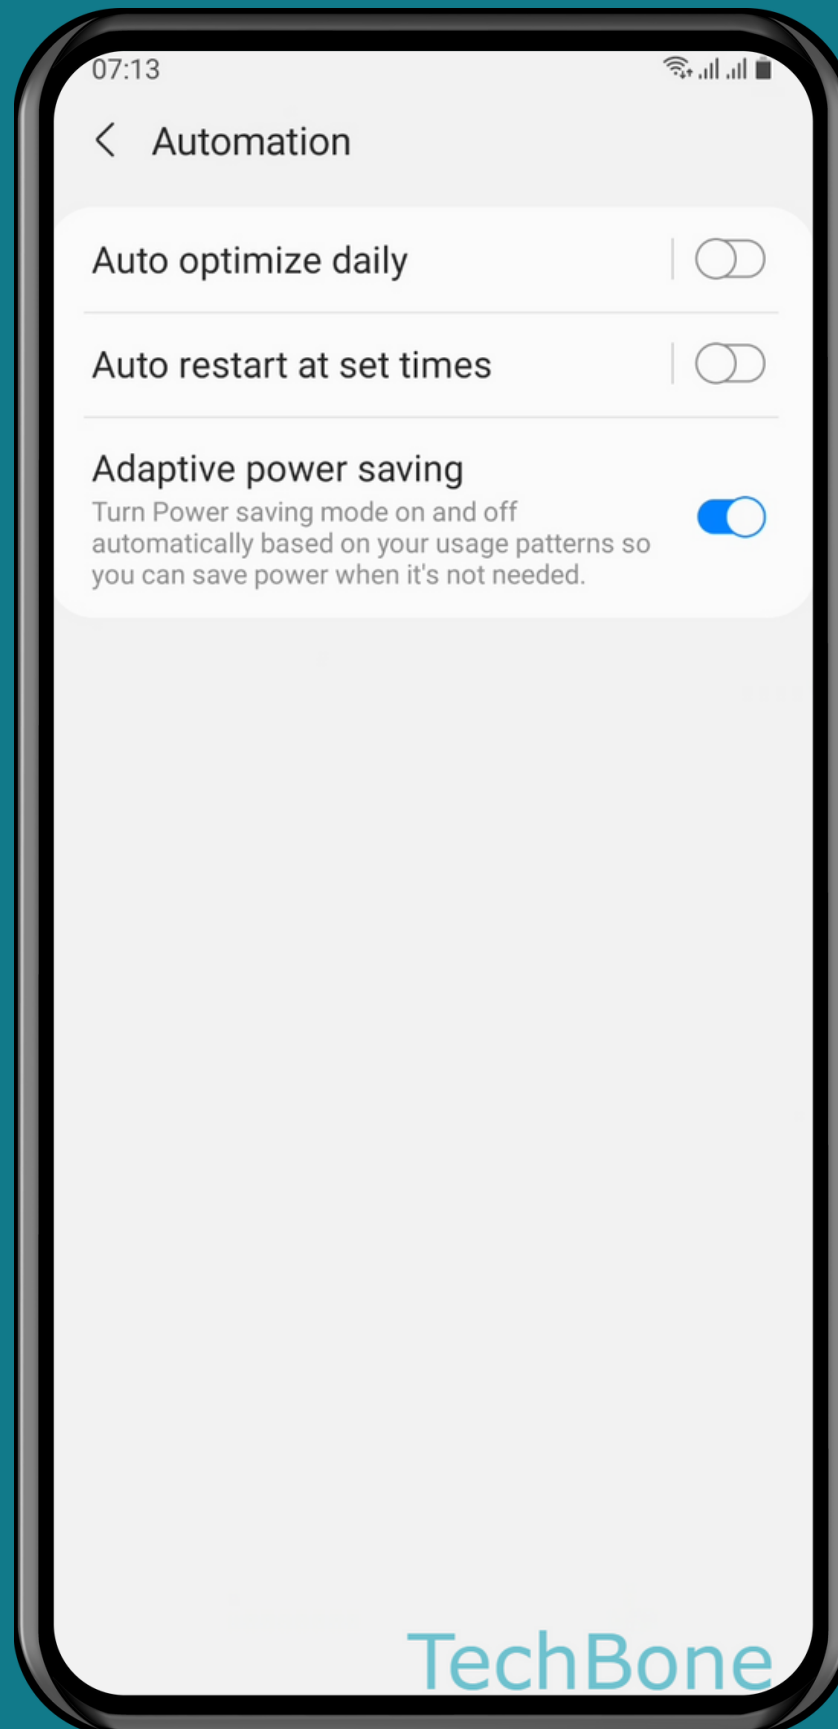 07:13
Automation
Auto optimize daily
Auto restart at set times
Adaptive power saving
Turn Power saving mode on and off
automatically based on your usage patterns so
you can save power when it's not needed.
TechBone